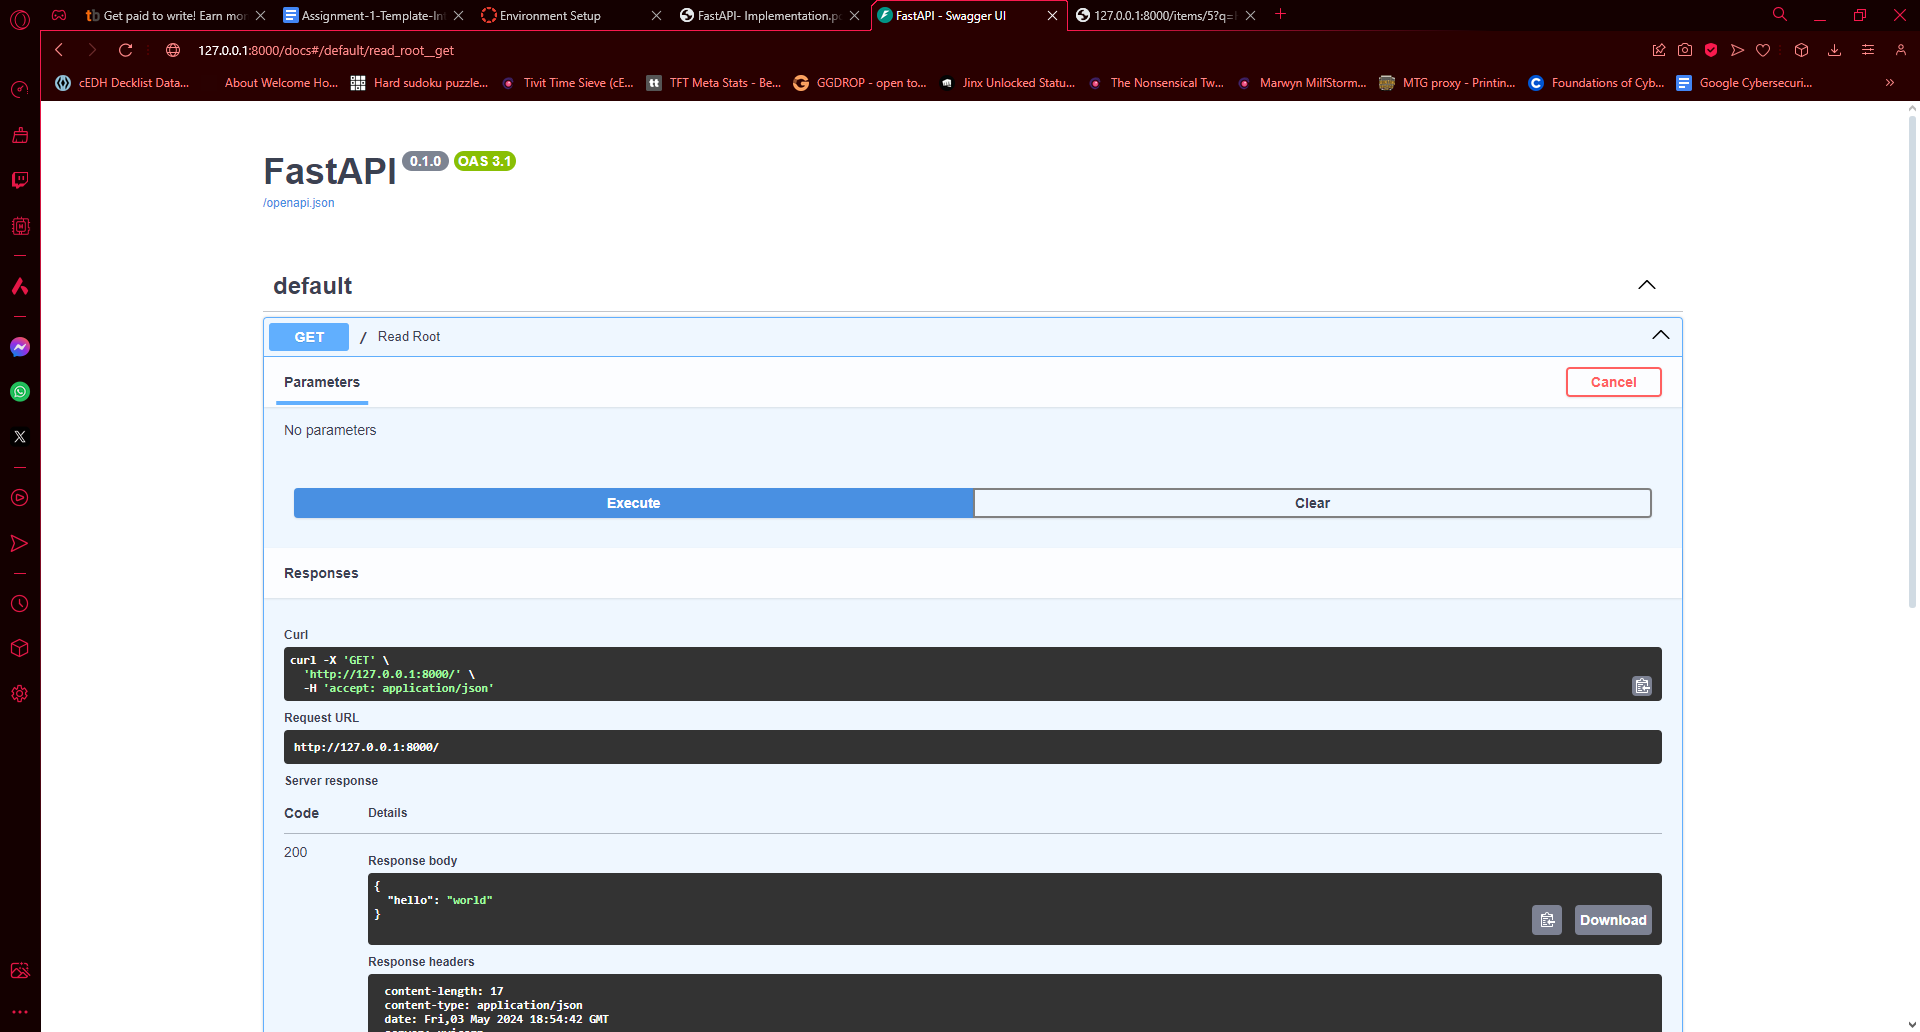 Get paid to write! Earn mor
Assignment-1-Template-Int
Environment Setup
FastAPI- Implementation.pd
FastAPI - Swagger UI
127.0.0.1:8000/items/5?q=
127.0.0.1:8000/docs#/default/read_root__get
cEDH Decklist Data...
About Welcome Ho...
Hard sudoku puzzle...
Tivit Time Sieve (cE...
tt TFT Meta Stats - Be...
GGDROP - open to...
Jinx Unlocked Statu...
The Nonsensical Tw...
Marwyn MilfStorm...
MTG proxy - Printin...
Foundations of Cyb...
Google Cybersecuri...
FastAPI 0.1.0 OAS 3.1
/openapi.json
default
GET / Read Root
Parameters
Cancel
No parameters
Execute
Clear
Responses
Curl
curl -X 'GET' \
'http://127.0.0.1:8000/' \
-H 'accept: application/json'
Request URL
http://127.0.0.1:8000/
Server response
Code Details
200
Response body
{
"hello": "world"
}
Download
Response headers
content-length: 17
content-type: application/json
date: Fri,03 May 2024 18:54:42 GMT